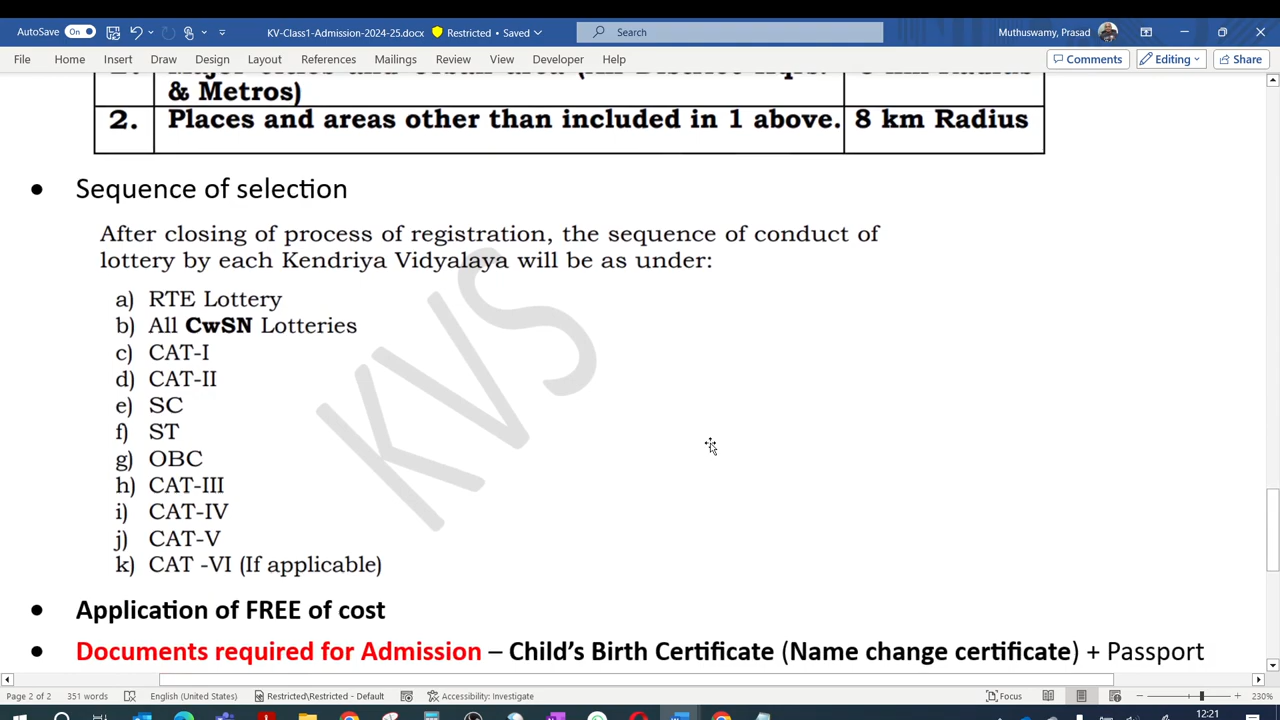 AutoSave On KV-Class1-Admission-2024-25.docx Restricted • Saved Search Muthuswamy, Prasad
File Home Insert Draw Design Layout References Mailings Review View Developer Help Comments Editing Share
& Metros)
2. Places and areas other than included in 1 above. 8 km Radius
• Sequence of selection
After closing of process of registration, the sequence of conduct of
lottery by each Kendriya Vidyalaya will be as under:
a) RTE Lottery
b) All CwSN Lotteries
c) CAT-I
d) CAT-II
e) SC
f) ST
g) OBC
h) CAT-III
i) CAT-IV
j) CAT-V
k) CAT -VI (If applicable)
KVS
• Application of FREE of cost
• Documents required for Admission – Child's Birth Certificate (Name change certificate) + Passport
Page 2 of 2 351 words English (United States) Restricted\Restricted - Default Accessibility: Investigate Focus 230%
12:21